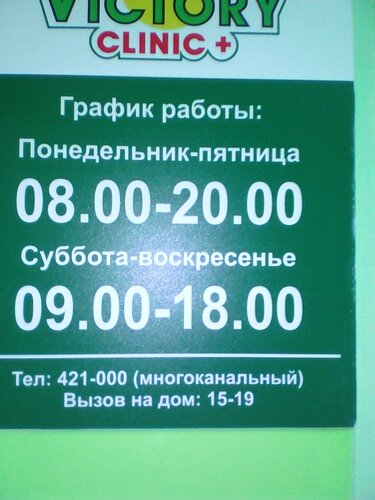 VICTORY
CLINIC +
График работы:
Понедельник-пятница
08.00-20.00
Суббота-воскресенье
09.00-18.00
Тел: 421-000 (многоканальный)
Вызов на дом: 15-19